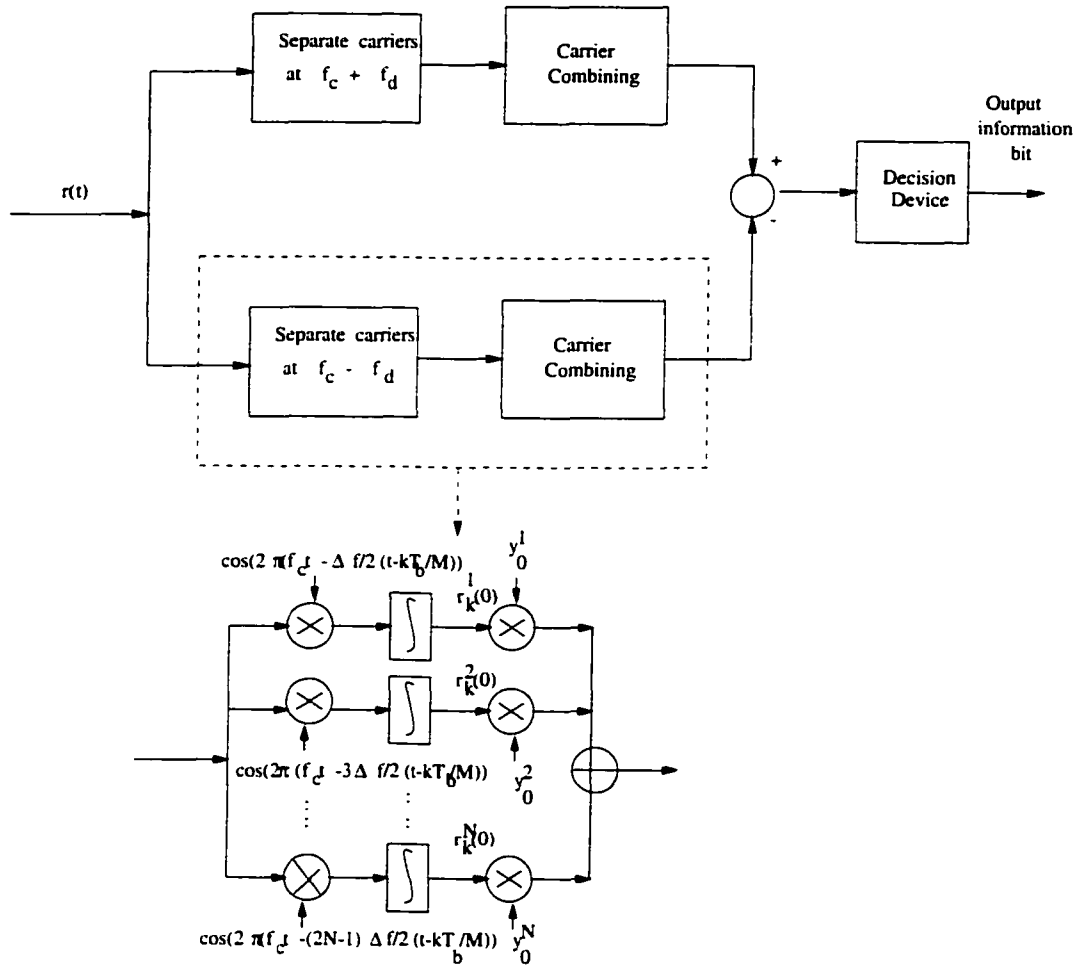 Separate carriers
at f_c + f_d
Carrier
Combining
Output
information
bit
r(t)
+
-
Decision
Device
Separate carriers
at f_c - f_d
Carrier
Combining
cos(2 π(f_c t - Δ f/2 (t-kT_b/M))
r_k^1(0)
y_0^1
r_k^2(0)
cos(2π (f_c t -3 Δ f/2 (t-kT_b/M))
y_0^2
r_k^N(0)
cos(2 π(f_c t -(2N-1) Δ f/2 (t-kT_b/M))
y_0^N